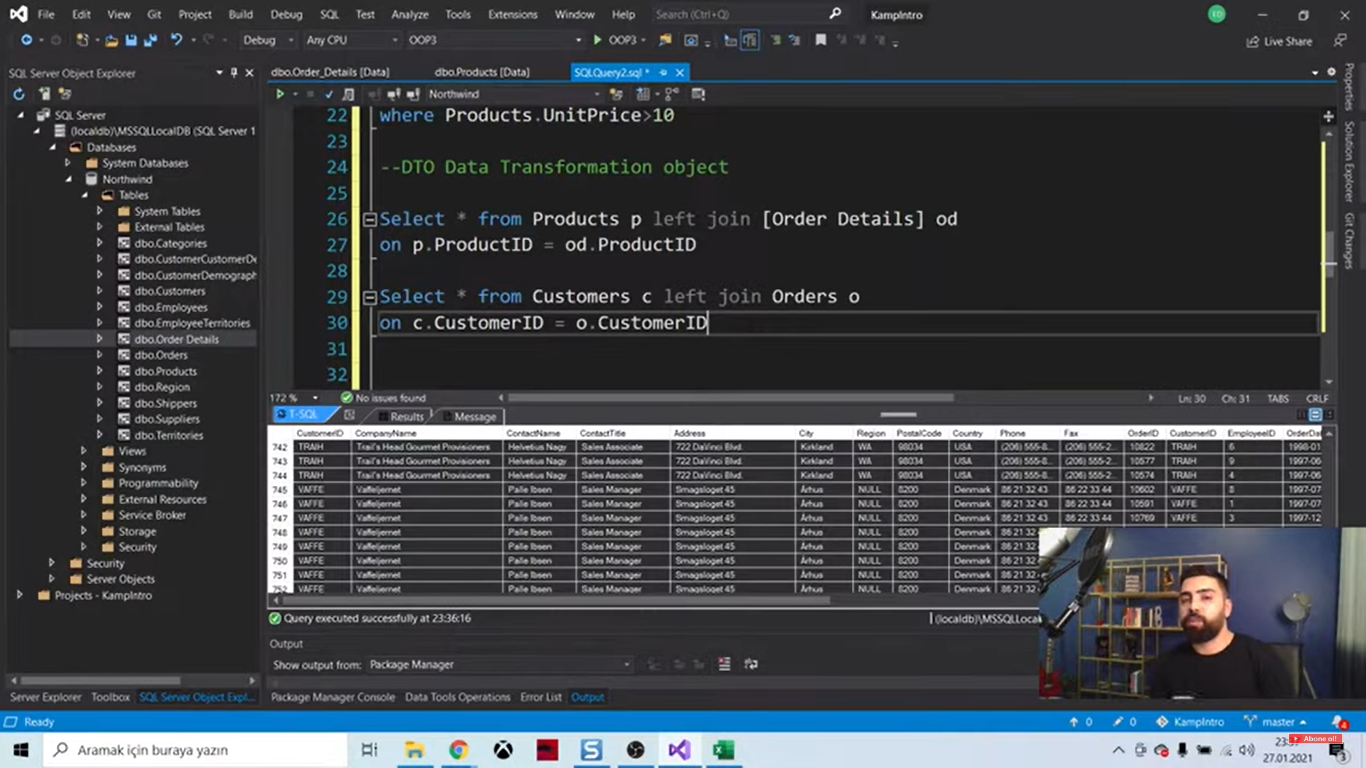 File Edit View Git Project Build Debug SQL Test Analyze Tools Extensions Window Help Search (Ctrl+Q) KampIntro ED
Debug Any CPU OOP3 OOP3 Live Share
SQL Server Object Explorer
dbo.Order_Details [Data] dbo.Products [Data] SQLQuery2.sql *
Northwind
SQL Server
(localdb)\MSSQLLocalDB (SQL Server 1
Databases
System Databases
Northwind
Tables
System Tables
External Tables
dbo.Categories
dbo.CustomerCustomerDe
dbo.CustomerDemograph
dbo.Customers
dbo.Employees
dbo.EmployeeTerritories
dbo.Order Details
dbo.Orders
dbo.Products
dbo.Region
dbo.Shippers
dbo.Suppliers
dbo.Territories
Views
Synonyms
Programmability
External Resources
Service Broker
Storage
Security
Security
Server Objects
Projects - KampIntro
22 where Products.UnitPrice>10
23
24 --DTO Data Transformation object
25
26 Select * from Products p left join [Order Details] od
27 on p.ProductID = od.ProductID
28
29 Select * from Customers c left join Orders o
30 on c.CustomerID = o.CustomerID
31
32
172 % No issues found Ln: 30 Ch: 31 TABS CRLF
T-SQL Results Message
CustomerID CompanyName ContactName ContactTitle Address City Region PostalCode Country Phone Fax OrderID CustomerID EmployeeID OrderDa
742 TRAIH Trail's Head Gourmet Provisioners Helvetius Nagy Sales Associate 722 DaVinci Blvd. Kirkland WA 98034 USA (206) 555-8... (206) 555-2... 10822 TRAIH 6 1998-01
743 TRAIH Trail's Head Gourmet Provisioners Helvetius Nagy Sales Associate 722 DaVinci Blvd. Kirkland WA 98034 USA (206) 555-8... (206) 555-2... 10577 TRAIH 9 1997-06
744 TRAIH Trail's Head Gourmet Provisioners Helvetius Nagy Sales Associate 722 DaVinci Blvd. Kirkland WA 98034 USA (206) 555-8... (206) 555-2... 10574 TRAIH 4 1997-06
745 VAFFE Vaffeljernet Palle Ibsen Sales Manager Smagsloget 45 Århus NULL 8200 Denmark 86 21 32 43 86 22 33 44 10602 VAFFE 8 1997-07
746 VAFFE Vaffeljernet Palle Ibsen Sales Manager Smagsloget 45 Århus NULL 8200 Denmark 86 21 32 43 86 22 33 44 10591 VAFFE 1 1997-07
747 VAFFE Vaffeljernet Palle Ibsen Sales Manager Smagsloget 45 Århus NULL 8200 Denmark 86 21 32 43 86 22 33 44 10769 VAFFE 3 1997-12
748 VAFFE Vaffeljernet Palle Ibsen Sales Manager Smagsloget 45 Århus NULL 8200 Denmark 86 21
749 VAFFE Vaffeljernet Palle Ibsen Sales Manager Smagsloget 45 Århus NULL 8200 Denmark 86 21
750 VAFFE Vaffeljernet Palle Ibsen Sales Manager Smagsloget 45 Århus NULL 8200 Denmark 86 21
751 VAFFE Vaffeljernet Palle Ibsen Sales Manager Smagsloget 45 Århus NULL 8200 Denmark 86 21
752 VAFFE Vaffeljernet Palle Ibsen Sales Manager Smagsloget 45 Århus NULL 8200 Denmark 86 21
Query executed successfully at 23:36:16 (localdb)\MSSQLLoca
Output
Show output from: Package Manager
Server Explorer Toolbox SQL Server Object Expl... Package Manager Console Data Tools Operations Error List Output
Properties
Solution Explorer
Git Changes
Ready 0 0 KampIntro master 4
Aramak için buraya yazın
Abone ol!
27.01.2021
3